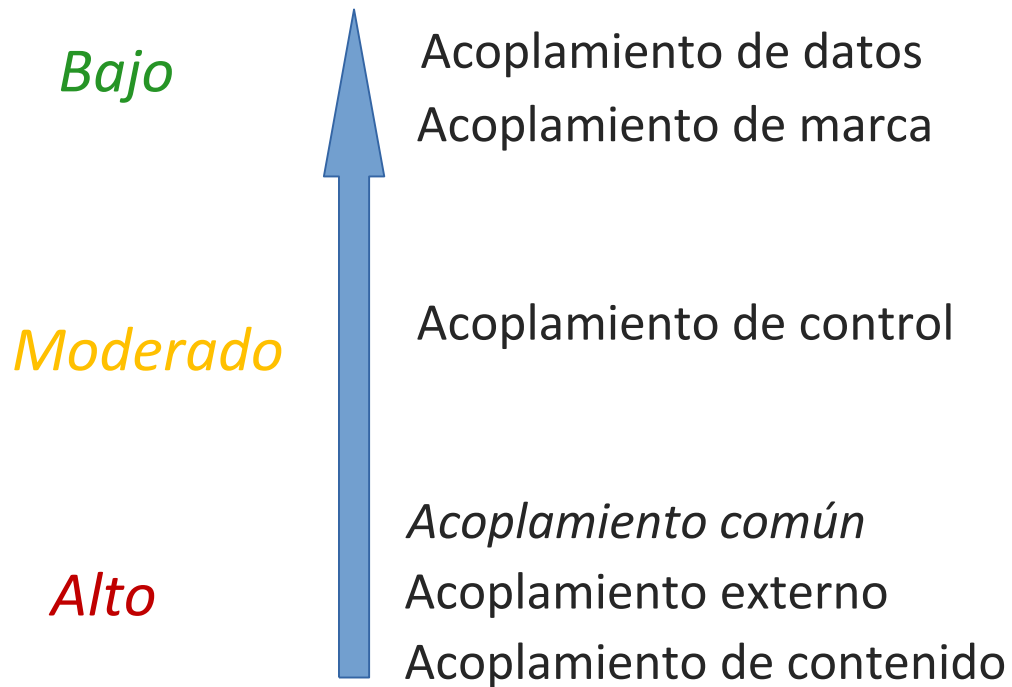 Bajo
Acoplamiento de datos
Acoplamiento de marca
Moderado
Acoplamiento de control
Acoplamiento común
Alto
Acoplamiento externo
Acoplamiento de contenido